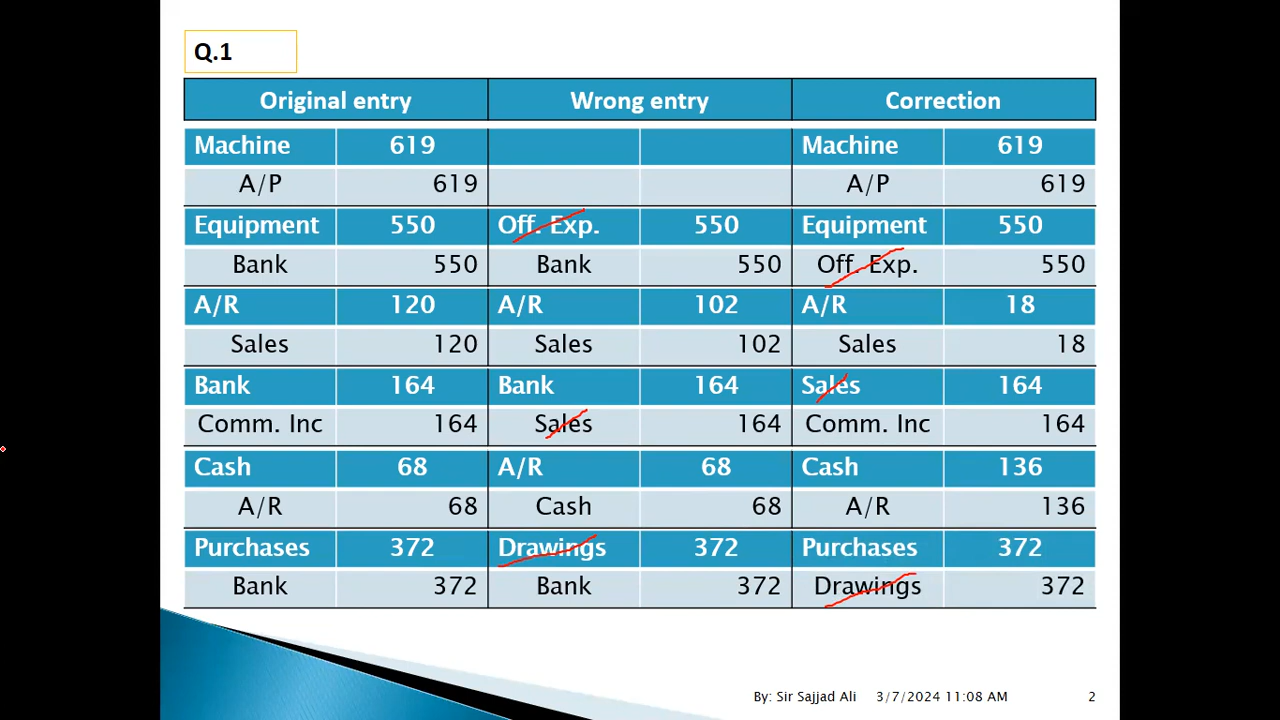 Q.1
Original entry Wrong entry Correction
Machine 619 Machine 619
A/P 619 A/P 619
Equipment 550 Off. Exp. 550 Equipment 550
Bank 550 Bank 550 Off. Exp. 550
A/R 120 A/R 102 A/R 18
Sales 120 Sales 102 Sales 18
Bank 164 Bank 164 Sales 164
Comm. Inc 164 Sales 164 Comm. Inc 164
Cash 68 A/R 68 Cash 136
A/R 68 Cash 68 A/R 136
Purchases 372 Drawings 372 Purchases 372
Bank 372 Bank 372 Drawings 372
By: Sir Sajjad Ali 3/7/2024 11:08 AM 2